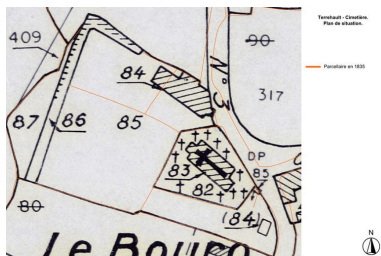 Terrehault - Cimetière.
Plan de situation.
Parcellaire en 1835
409
90
84
N° 3
317
87
86
85
DP
85
83
82
80
(84)
Le Bourg
N